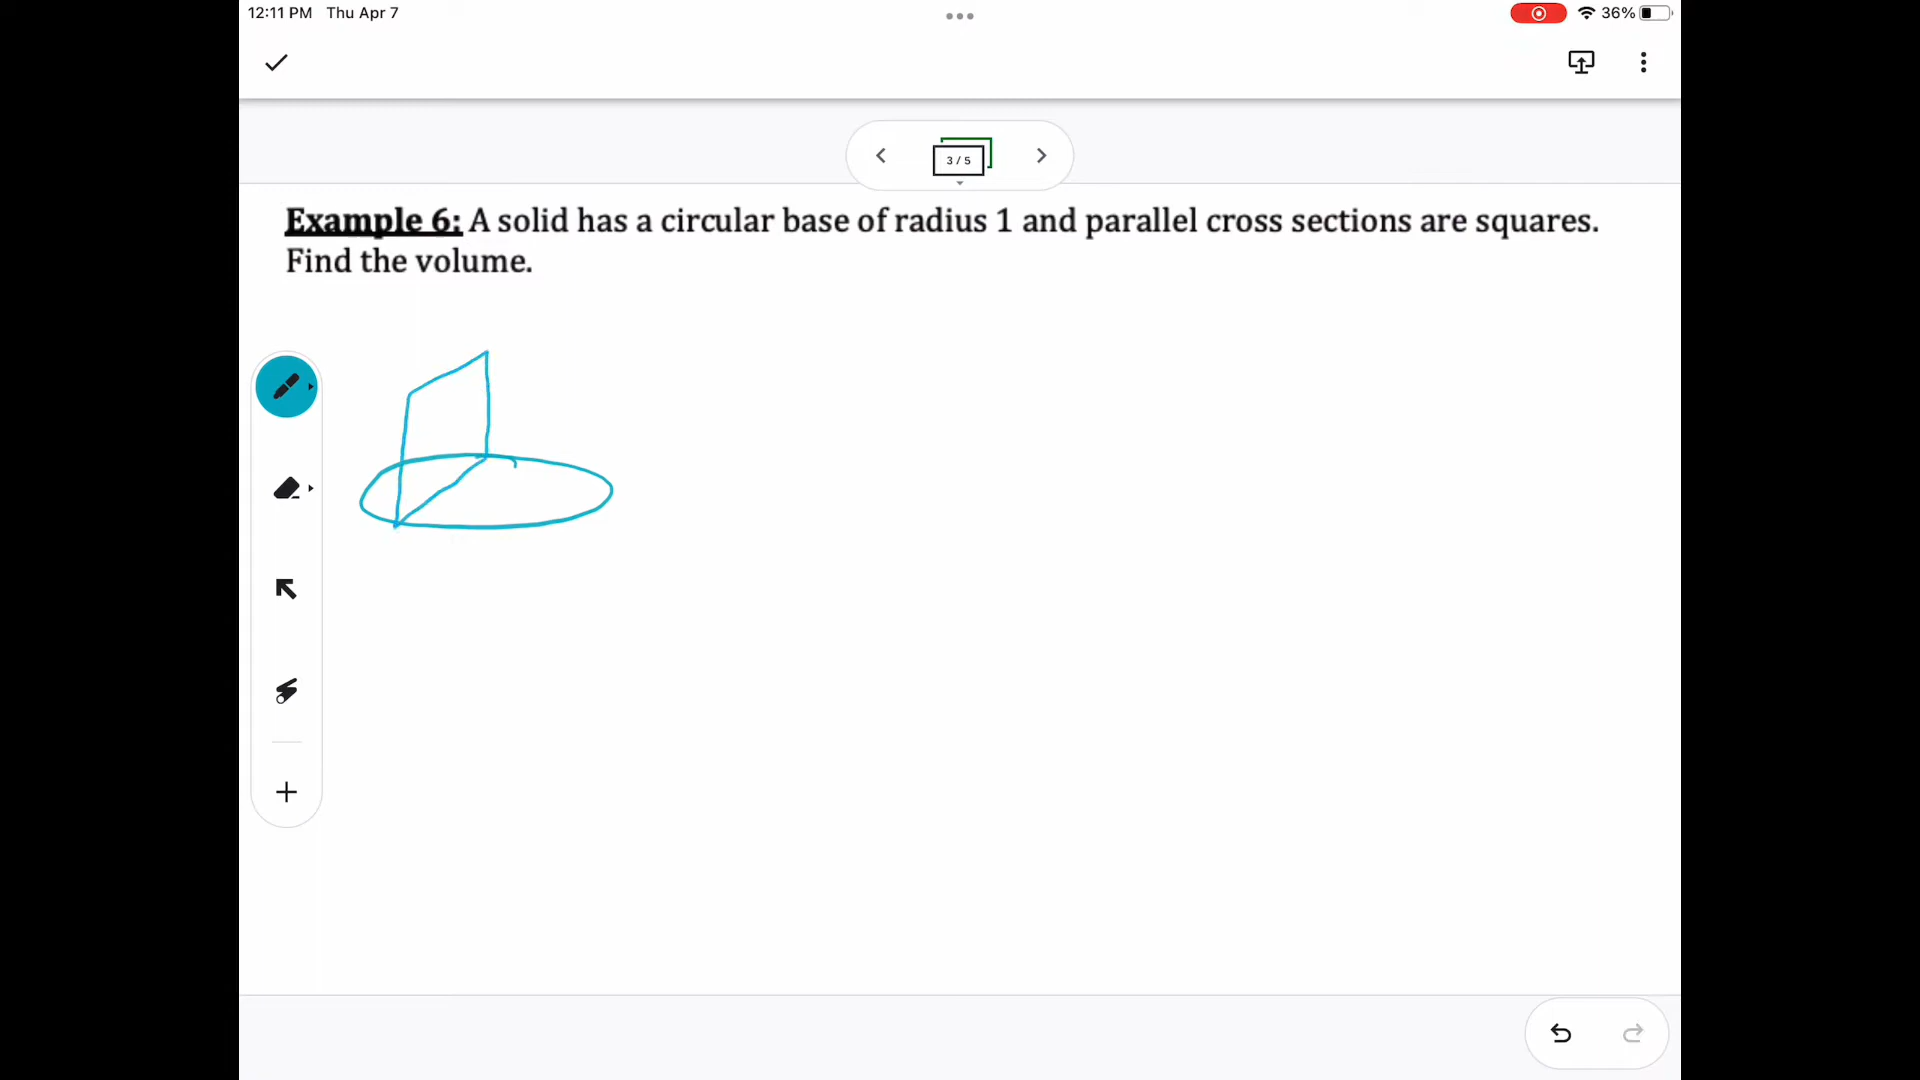 12:11 PM Thu Apr 7
36%
3 / 5
Example 6: A solid has a circular base of radius 1 and parallel cross sections are squares.
Find the volume.